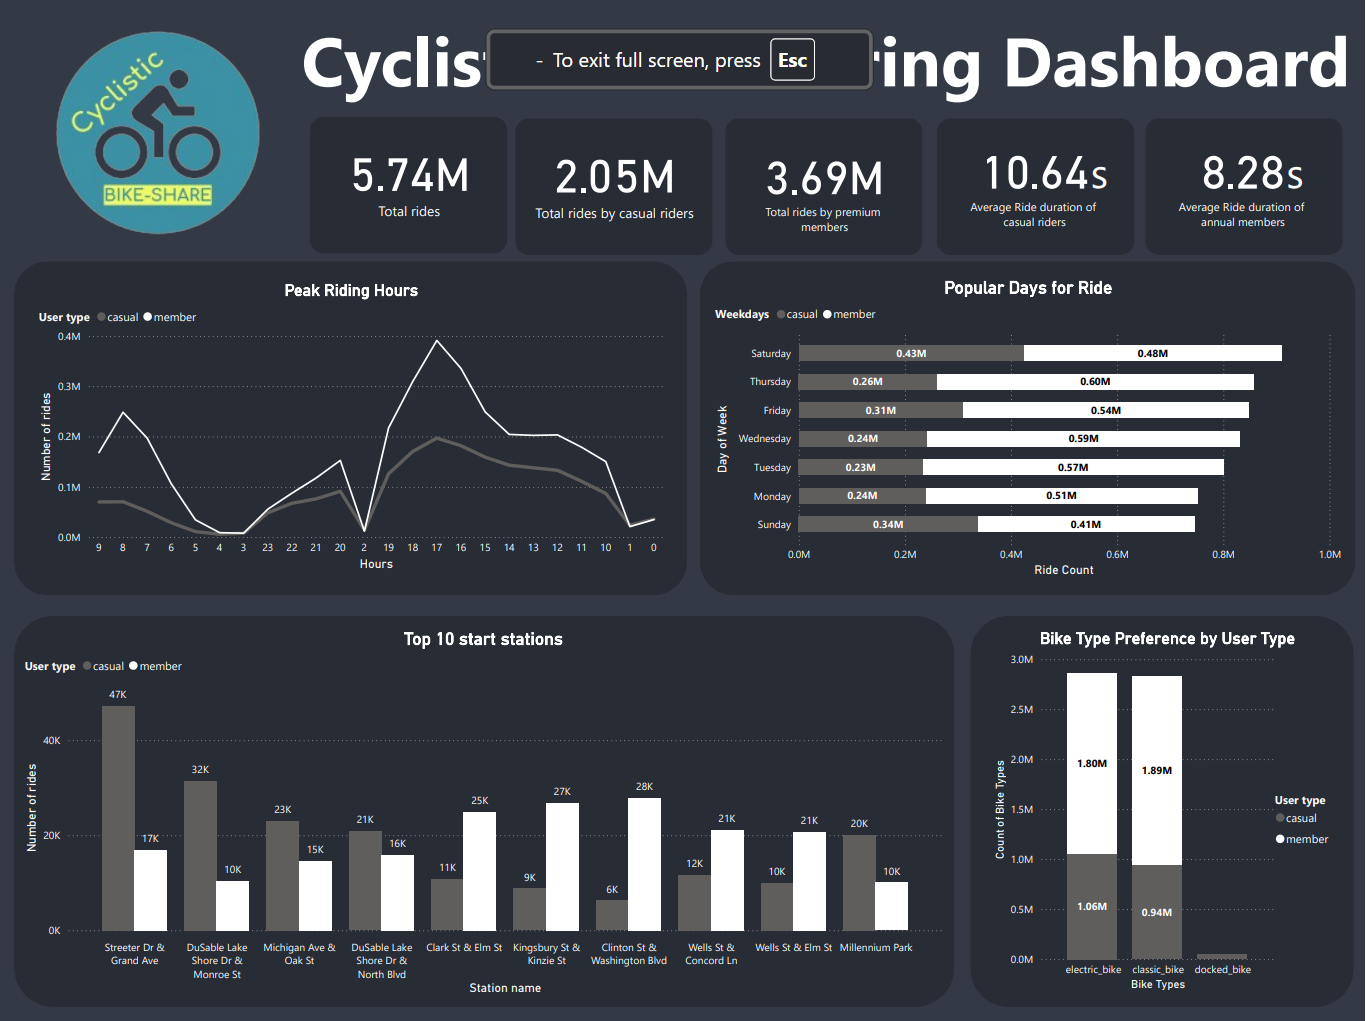 Cyclistic
BIKE-SHARE
Cyclis ring Dashboard
- To exit full screen, press Esc
5.74M
Total rides
2.05M
Total rides by casual riders
3.69M
Total rides by premium
members
10.64s
Average Ride duration of
casual riders
8.28s
Average Ride duration of
annual members
Peak Riding Hours
User type casual member
0.4M
0.3M
0.2M
0.1M
0.0M
Number of rides
9 8 7 6 5 4 3 23 22 21 20 2 19 18 17 16 15 14 13 12 11 10 1 0
Hours
Popular Days for Ride
Weekdays casual member
Day of Week
Saturday 0.43M 0.48M
Thursday 0.26M 0.60M
Friday 0.31M 0.54M
Wednesday 0.24M 0.59M
Tuesday 0.23M 0.57M
Monday 0.24M 0.51M
Sunday 0.34M 0.41M
0.0M 0.2M 0.4M 0.6M 0.8M 1.0M
Ride Count
Top 10 start stations
User type casual member
Number of rides
40K
20K
0K
47K 17K
32K 10K
23K 15K
21K 16K
11K 25K
9K 27K
6K 28K
12K 21K
10K 21K
20K 10K
Streeter Dr &
Grand Ave
DuSable Lake
Shore Dr &
Monroe St
Michigan Ave &
Oak St
DuSable Lake
Shore Dr &
North Blvd
Clark St & Elm St
Kingsbury St &
Kinzie St
Clinton St &
Washington Blvd
Wells St &
Concord Ln
Wells St & Elm St
Millennium Park
Station name
Bike Type Preference by User Type
3.0M
2.5M
2.0M
1.5M
1.0M
0.5M
0.0M
Count of Bike Types
1.80M
1.06M
1.89M
0.94M
User type
casual
member
electric_bike classic_bike docked_bike
Bike Types